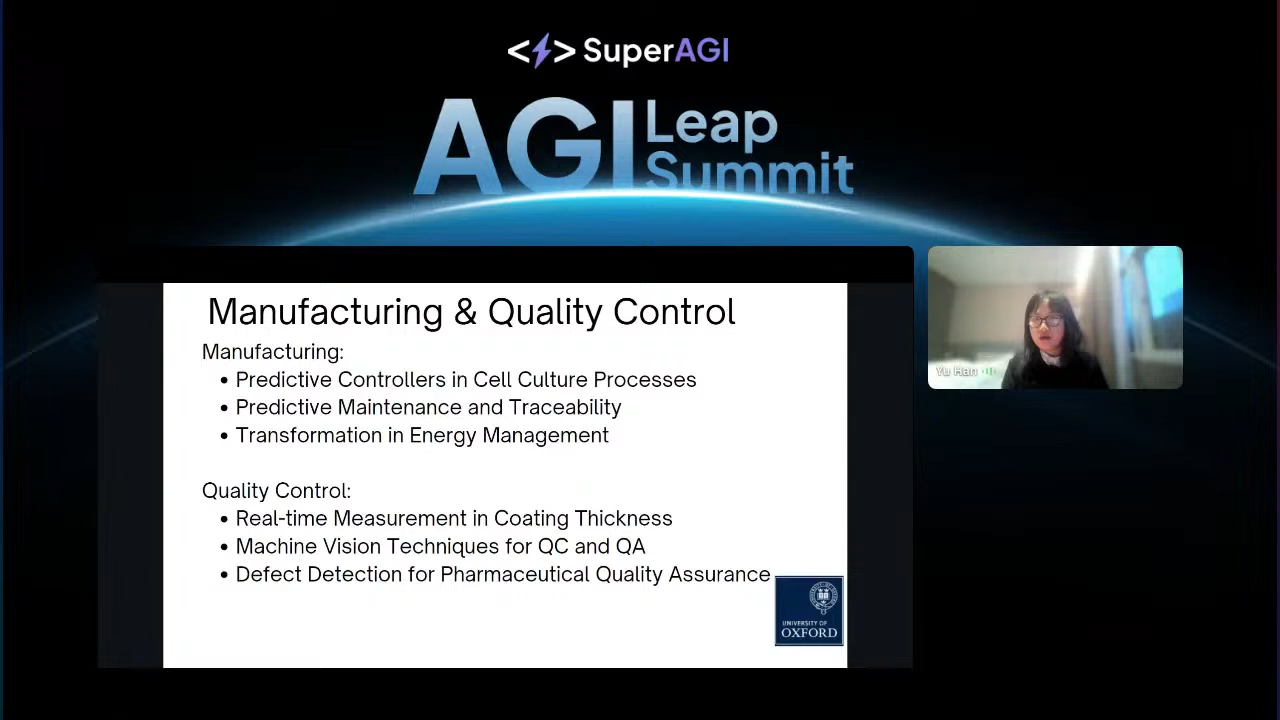 <⚡> SuperAGI
AGI Leap Summit
Manufacturing & Quality Control
Manufacturing:
• Predictive Controllers in Cell Culture Processes
• Predictive Maintenance and Traceability
• Transformation in Energy Management
Quality Control:
• Real-time Measurement in Coating Thickness
• Machine Vision Techniques for QC and QA
• Defect Detection for Pharmaceutical Quality Assurance
UNIVERSITY OF
OXFORD
Yu Han